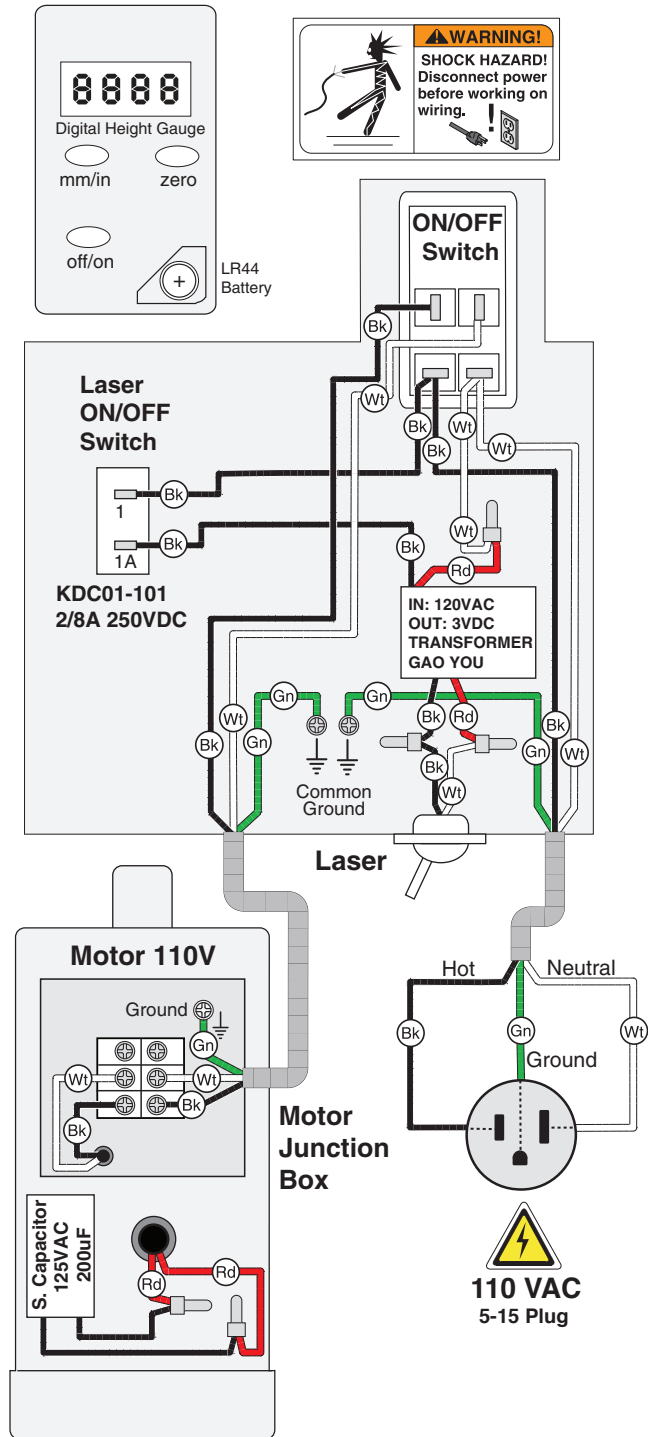 8888
Digital Height Gauge
mm/in
zero
off/on
LR44
Battery
+
WARNING!
SHOCK HAZARD!
Disconnect power
before working on
wiring.
!
ON/OFF
Switch
Bk
Wt
Bk
Wt
Bk
Wt
Laser
ON/OFF
Switch
1
Bk
1A
Bk
KDC01-101
2/8A 250VDC
Bk
Wt
Rd
IN: 120VAC
OUT: 3VDC
TRANSFORMER
GAO YOU
Gn
Gn
Bk
Rd
Bk
Wt
Gn
Bk
Wt
Gn
Bk
Wt
Common
Ground
Laser
Motor 110V
Ground
Gn
Wt
Wt
Bk
Bk
Motor
Junction
Box
S. Capacitor
125VAC
200uF
Rd
Rd
Hot
Neutral
Bk
Gn
Wt
Ground
110 VAC
5-15 Plug